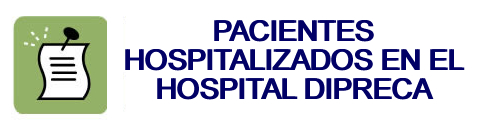 PACIENTES
HOSPITALIZADOS EN EL
HOSPITAL DIPRECA